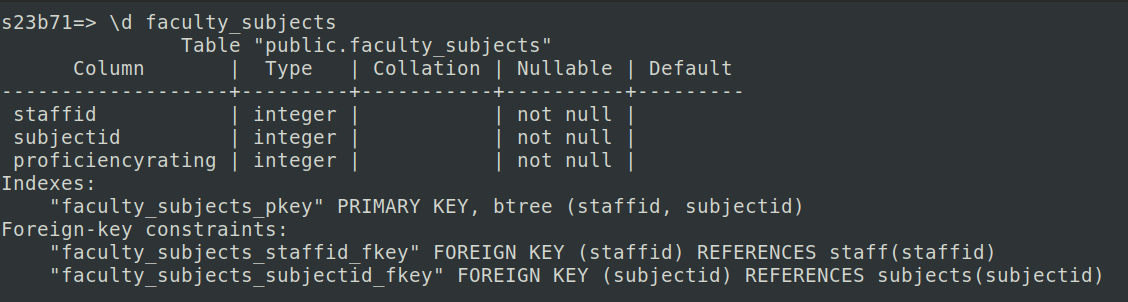 s23b71=> \d faculty_subjects
               Table "public.faculty_subjects"
      Column       |  Type   | Collation | Nullable | Default
-------------------+---------+-----------+----------+---------
 staffid           | integer |           | not null |
 subjectid         | integer |           | not null |
 proficiencyrating | integer |           | not null |
Indexes:
    "faculty_subjects_pkey" PRIMARY KEY, btree (staffid, subjectid)
Foreign-key constraints:
    "faculty_subjects_staffid_fkey" FOREIGN KEY (staffid) REFERENCES staff(staffid)
    "faculty_subjects_subjectid_fkey" FOREIGN KEY (subjectid) REFERENCES subjects(subjectid)